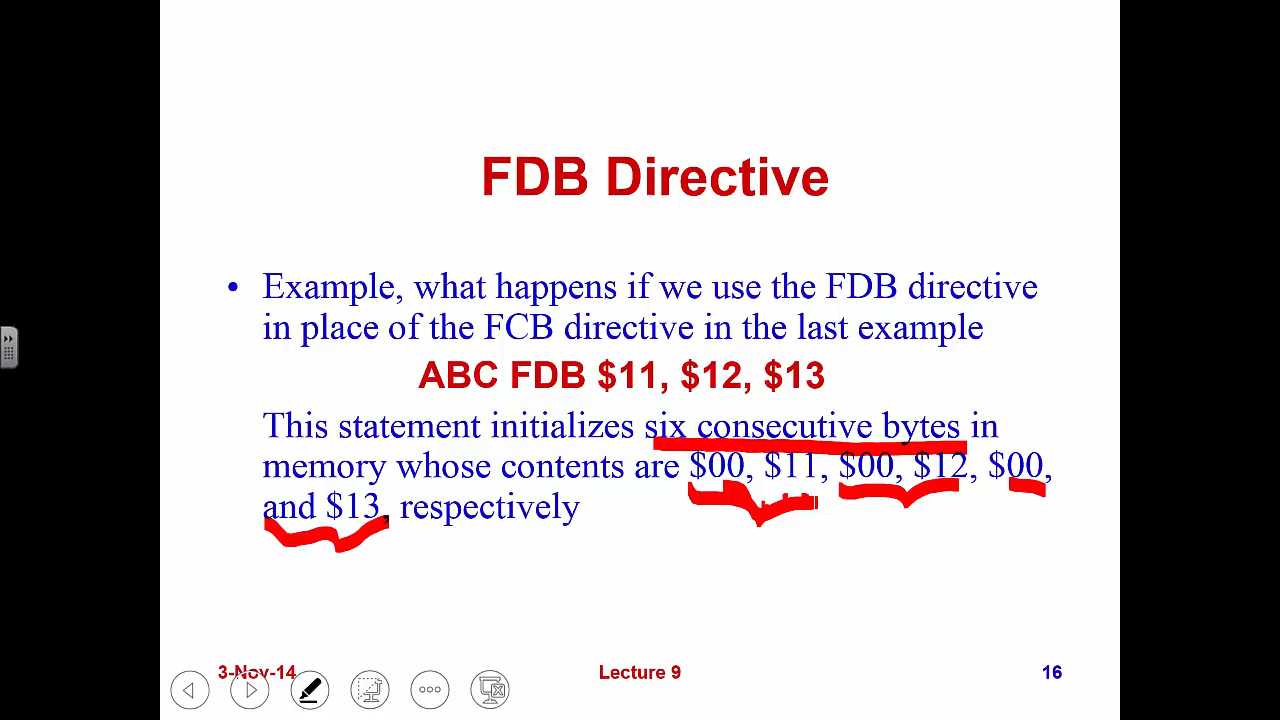 FDB Directive
• Example, what happens if we use the FDB directive
in place of the FCB directive in the last example
ABC FDB $11, $12, $13
This statement initializes six consecutive bytes in
memory whose contents are $00, $11, $00, $12, $00,
and $13, respectively
3-Nov-14
Lecture 9
16